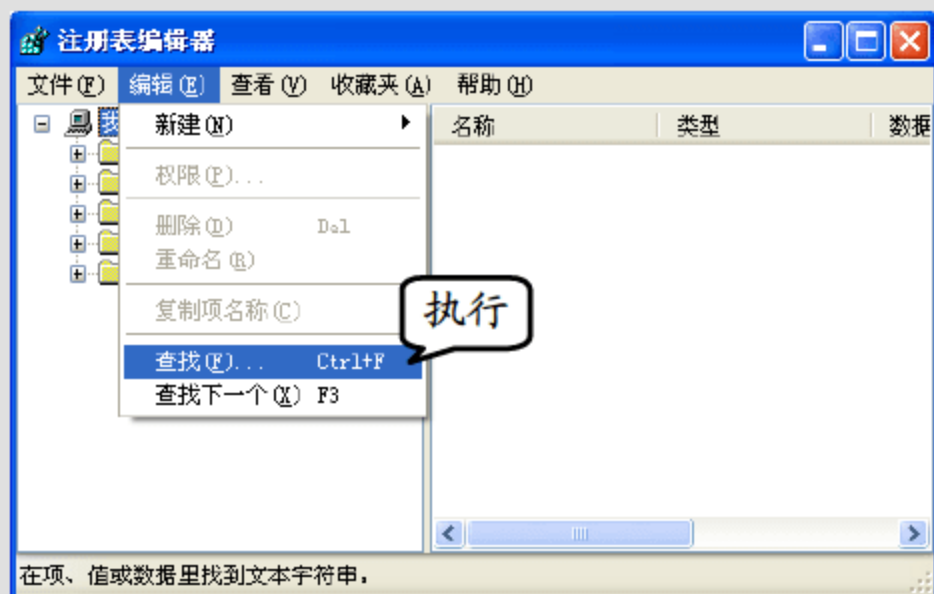 注册表编辑器
文件(F) 编辑(E) 查看(V) 收藏夹(A) 帮助(H)
我
名称 类型 数据
新建(N)
权限(P)...
删除(D) Del
重命名(R)
复制项名称(C)
执行
查找(F)... Ctrl+F
查找下一个(X) F3
在项、值或数据里找到文本字符串。